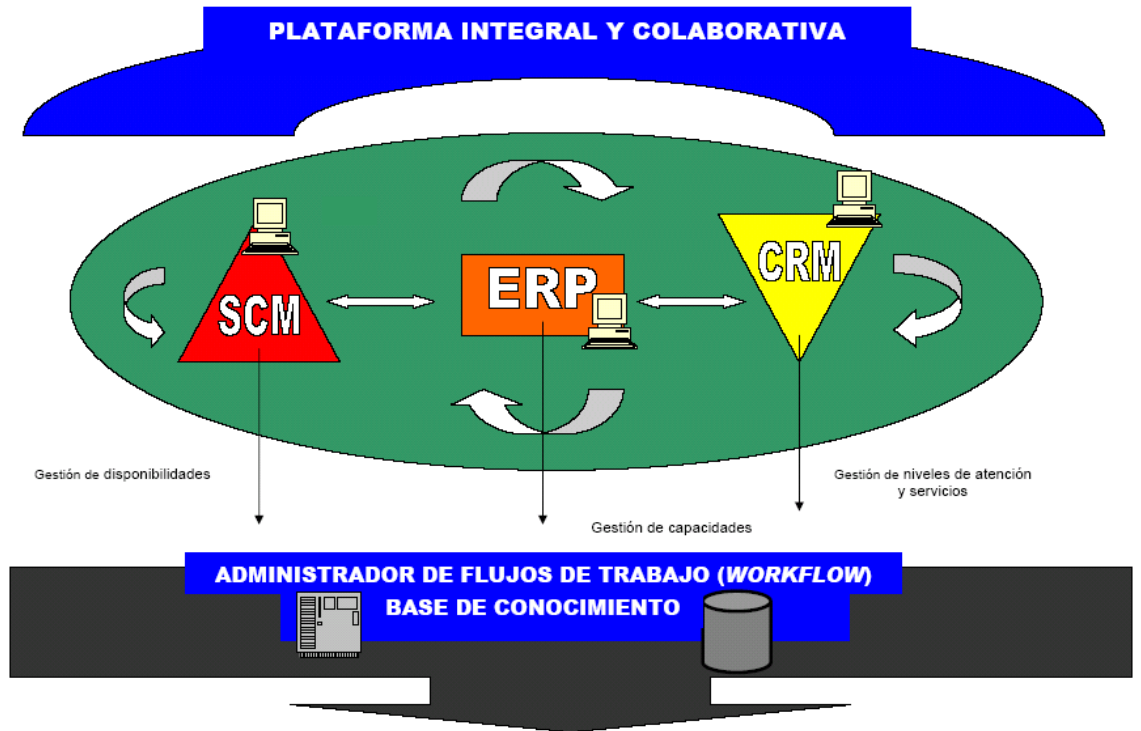 PLATAFORMA INTEGRAL Y COLABORATIVA
SCM
ERP
CRM
Gestión de disponibilidades
Gestión de niveles de atención
y servicios
Gestión de capacidades
ADMINISTRADOR DE FLUJOS DE TRABAJO (WORKFLOW)
BASE DE CONOCIMIENTO